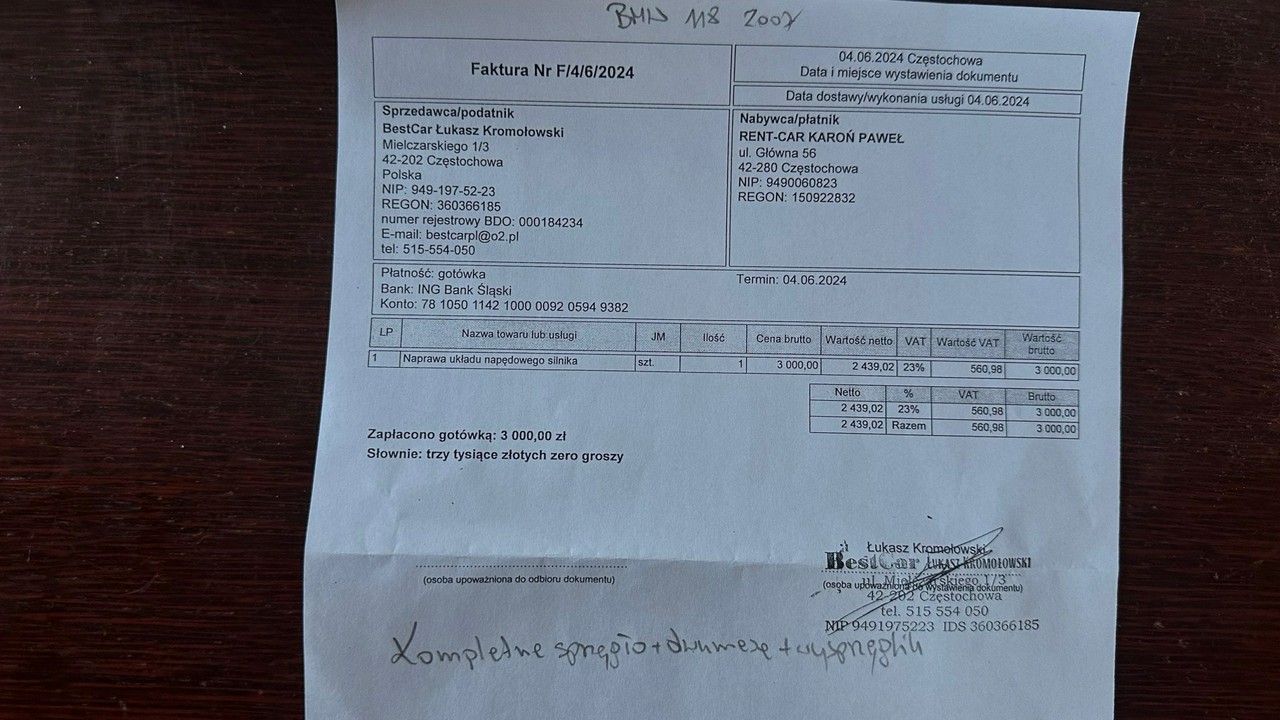 BMW 118 2007
Faktura Nr F/4/6/2024
04.06.2024 Częstochowa
Data i miejsce wystawienia dokumentu
Data dostawy/wykonania usługi 04.06.2024
Sprzedawca/podatnik
BestCar Łukasz Kromołowski
Mielczarskiego 1/3
42-202 Częstochowa
Polska
NIP: 949-197-52-23
REGON: 360366185
numer rejestrowy BDO: 000184234
E-mail: bestcarpl@o2.pl
tel: 515-554-050
Nabywca/płatnik
RENT-CAR KAROŃ PAWEŁ
ul. Główna 56
42-280 Częstochowa
NIP: 9490060823
REGON: 150922832
Płatność: gotówka
Termin: 04.06.2024
Bank: ING Bank Śląski
Konto: 78 1050 1142 1000 0092 0594 9382
LP Nazwa towaru lub usługi JM Ilość Cena brutto Wartość netto VAT Wartość VAT Wartość brutto
1 Naprawa układu napędowego silnika szt. 1 3 000,00 2 439,02 23% 560,98 3 000,00
Netto % VAT Brutto
2 439,02 23% 560,98 3 000,00
2 439,02 Razem 560,98 3 000,00
Zapłacono gotówką: 3 000,00 zł
Słownie: trzy tysiące złotych zero groszy
(osoba upoważniona do odbioru dokumentu)
Łukasz Kromołowski
BestCar ŁUKASZ KROMOŁOWSKI
(osoba upoważniona do wystawienia dokumentu)
ul. Mielczarskiego 1/3
42-202 Częstochowa
tel. 515 554 050
NIP 9491975223 IDS 360366185
Kompletne sprzęgło + dwumasę + wysprzęglik